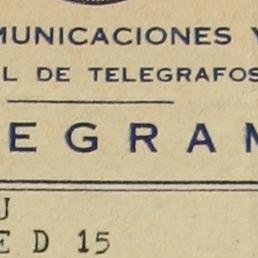 MUNICACIONES Y
L DE TELEGRAFOS
EGRAM
U
E D 15